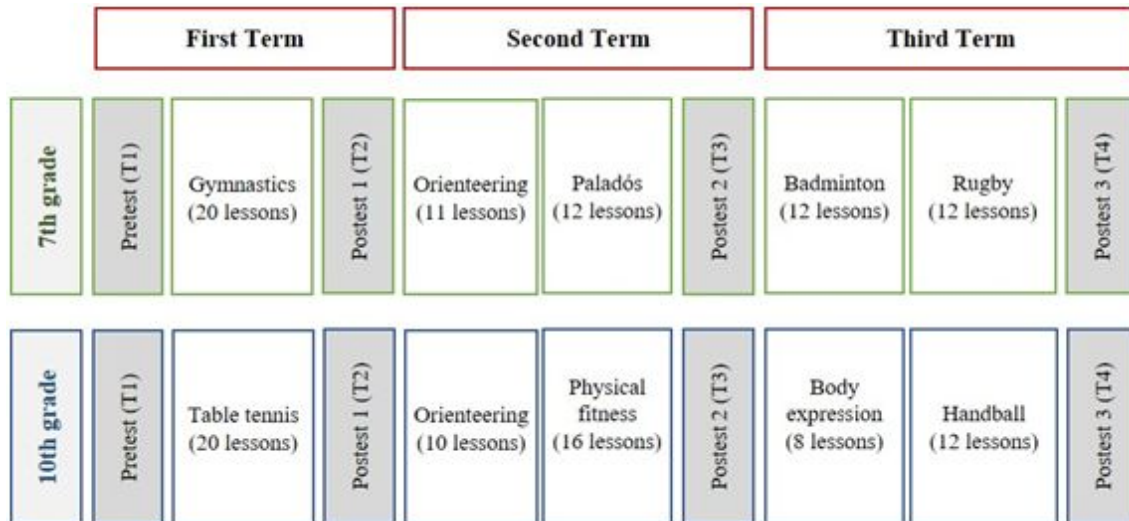 First Term
Second Term
Third Term
7th grade
Pretest (T1)
Gymnastics
(20 lessons)
Postest 1 (T2)
Orienteering
(11 lessons)
Paladós
(12 lessons)
Postest 2 (T3)
Badminton
(12 lessons)
Rugby
(12 lessons)
Postest 3 (T4)
10th grade
Pretest (T1)
Table tennis
(20 lessons)
Postest 1 (T2)
Orienteering
(10 lessons)
Physical
fitness
(16 lessons)
Postest 2 (T3)
Body
expression
(8 lessons)
Handball
(12 lessons)
Postest 3 (T4)